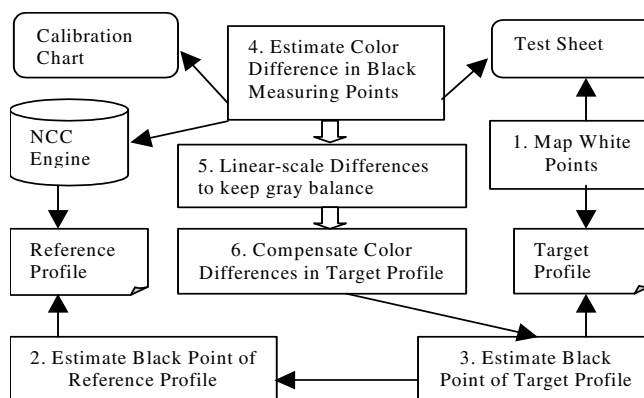 Calibration
Chart
4. Estimate Color
Difference in Black
Measuring Points
Test Sheet
NCC
Engine
5. Linear-scale Differences
to keep gray balance
1. Map White
Points
Reference
Profile
6. Compensate Color
Differences in Target Profile
Target
Profile
2. Estimate Black Point of
Reference Profile
3. Estimate Black
Point of Target Profile